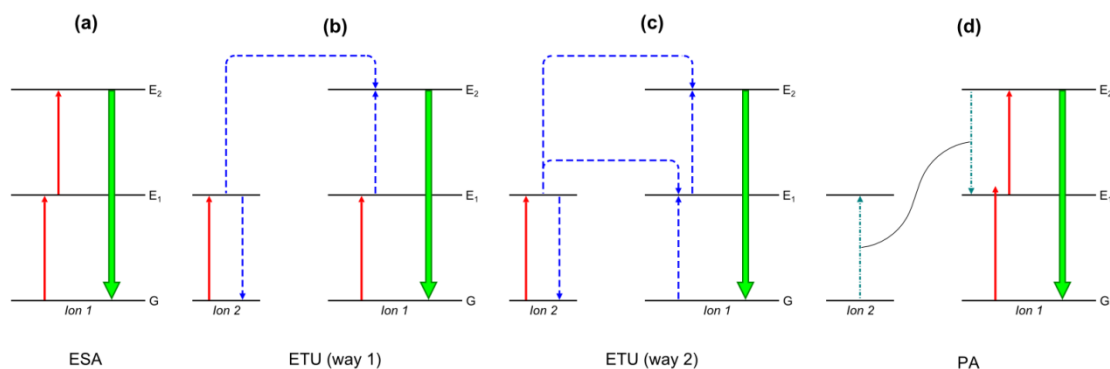 (a) (b) (c) (d)
E₂ E₂ E₂
E₁ E₁ E₁ E₁
G G G G
Ion 1 Ion 2 Ion 1 Ion 2 Ion 1 Ion 2 Ion 1
ESA ETU (way 1) ETU (way 2) PA